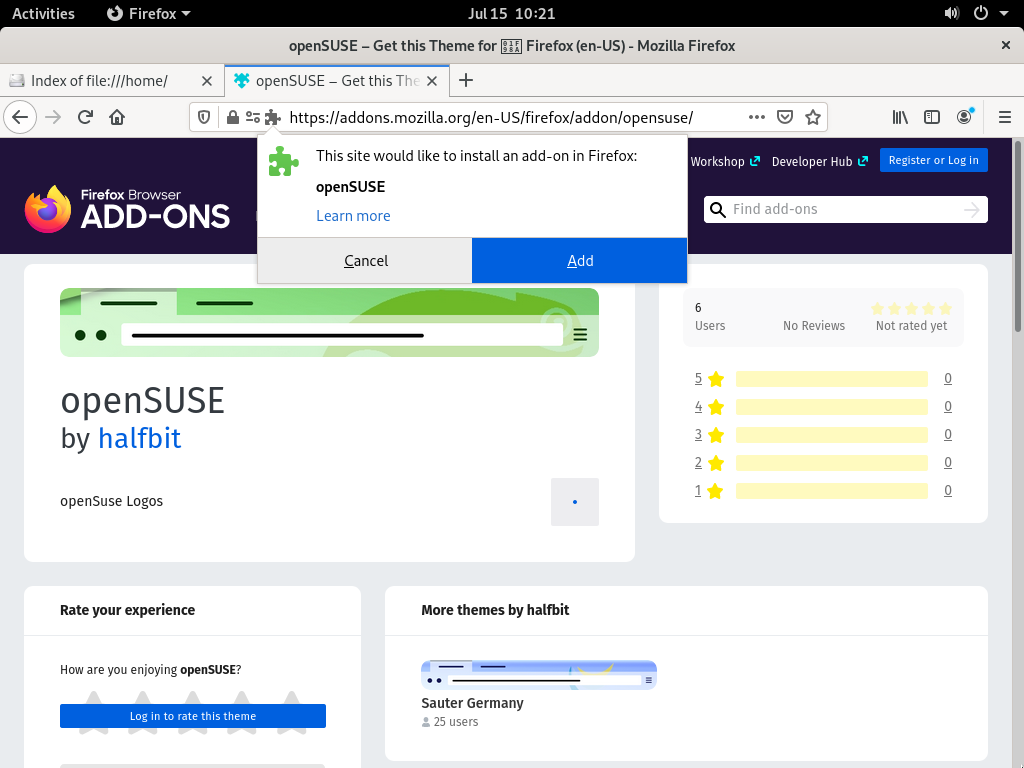 Activities
Firefox
Jul 15 10:21
openSUSE – Get this Theme for 🦊 Firefox (en-US) - Mozilla Firefox
Index of file:///home/
openSUSE – Get this The
https://addons.mozilla.org/en-US/firefox/addon/opensuse/
This site would like to install an add-on in Firefox:
openSUSE
Learn more
Cancel
Add
Workshop
Developer Hub
Register or Log in
Firefox Browser
ADD-ONS
Find add-ons
openSUSE
by halfbit
openSuse Logos
6
Users
No Reviews
Not rated yet
5 0
4 0
3 0
2 0
1 0
Rate your experience
How are you enjoying openSUSE?
Log in to rate this theme
More themes by halfbit
Sauter Germany
25 users